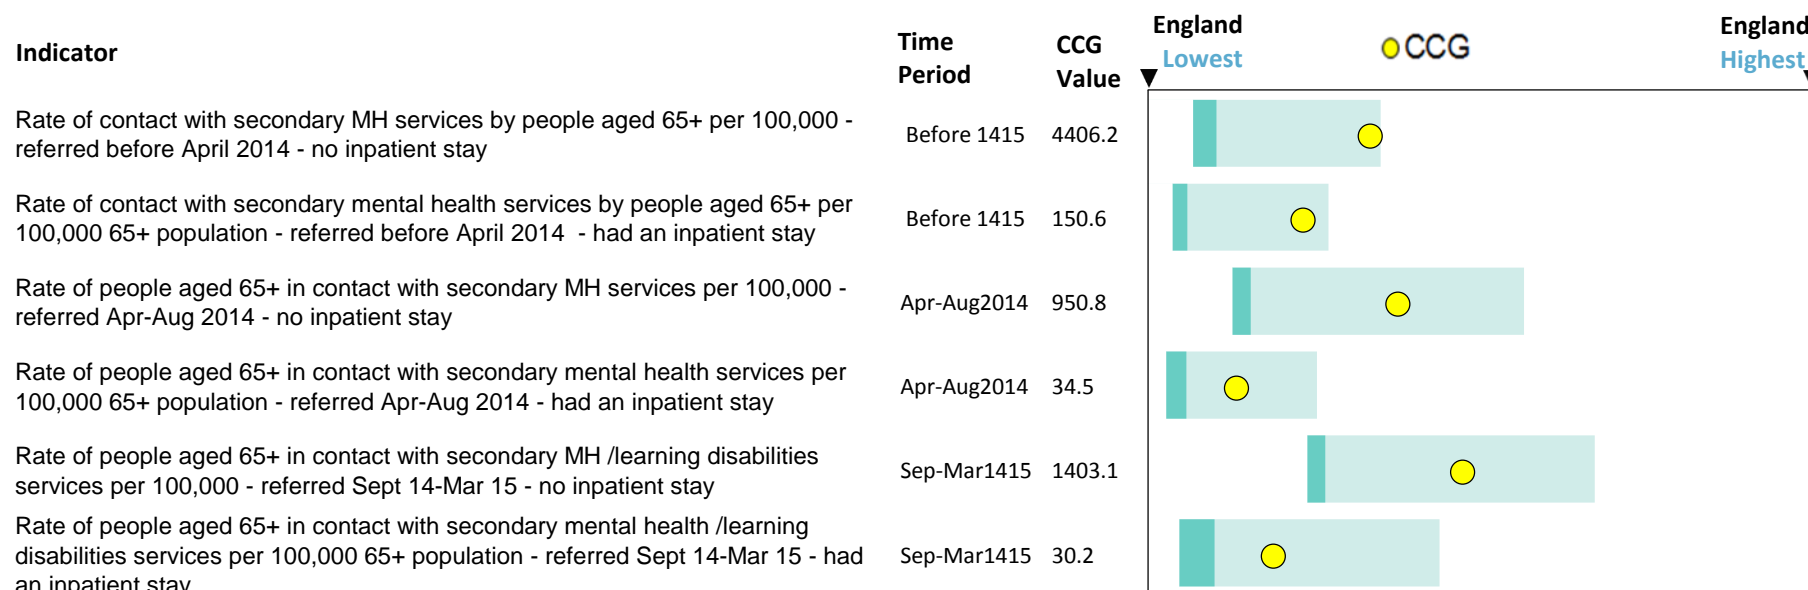 Indicator
Time Period
CCG Value
England Lowest
CCG
England Highest
Rate of contact with secondary MH services by people aged 65+ per 100,000 -
referred before April 2014 - no inpatient stay
Before 1415 4406.2
Rate of contact with secondary mental health services by people aged 65+ per
100,000 65+ population - referred before April 2014 - had an inpatient stay
Before 1415 150.6
Rate of people aged 65+ in contact with secondary MH services per 100,000 -
referred Apr-Aug 2014 - no inpatient stay
Apr-Aug2014 950.8
Rate of people aged 65+ in contact with secondary mental health services per
100,000 65+ population - referred Apr-Aug 2014 - had an inpatient stay
Apr-Aug2014 34.5
Rate of people aged 65+ in contact with secondary MH /learning disabilities
services per 100,000 - referred Sept 14-Mar 15 - no inpatient stay
Sep-Mar1415 1403.1
Rate of people aged 65+ in contact with secondary mental health /learning
disabilities services per 100,000 65+ population - referred Sept 14-Mar 15 - had
an inpatient stay
Sep-Mar1415 30.2